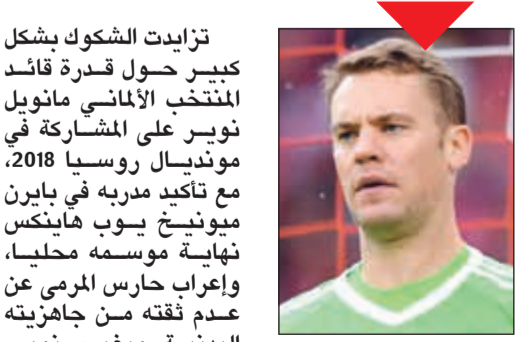 تزايدت الشكوك بشكل
كبير حول قدرة قائد
المنتخب الألماني مانويل
نوير على المشاركة في
مونديال روسيا 2018،
مع تأكيد مدربه في بايرن
ميونيخ يوب هاينكس
نهاية موسمه محليا،
وإعراب حارس المرمى عن
عدم ثقته من جاهزيته